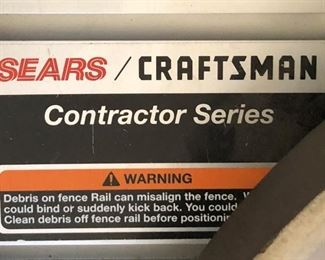 SEARS / CRAFTSMAN
Contractor Series
⚠ WARNING
Debris on fence Rail can misalign the fence.
could bind or suddenly kick back. You could
Clean debris off fence rail before positionin